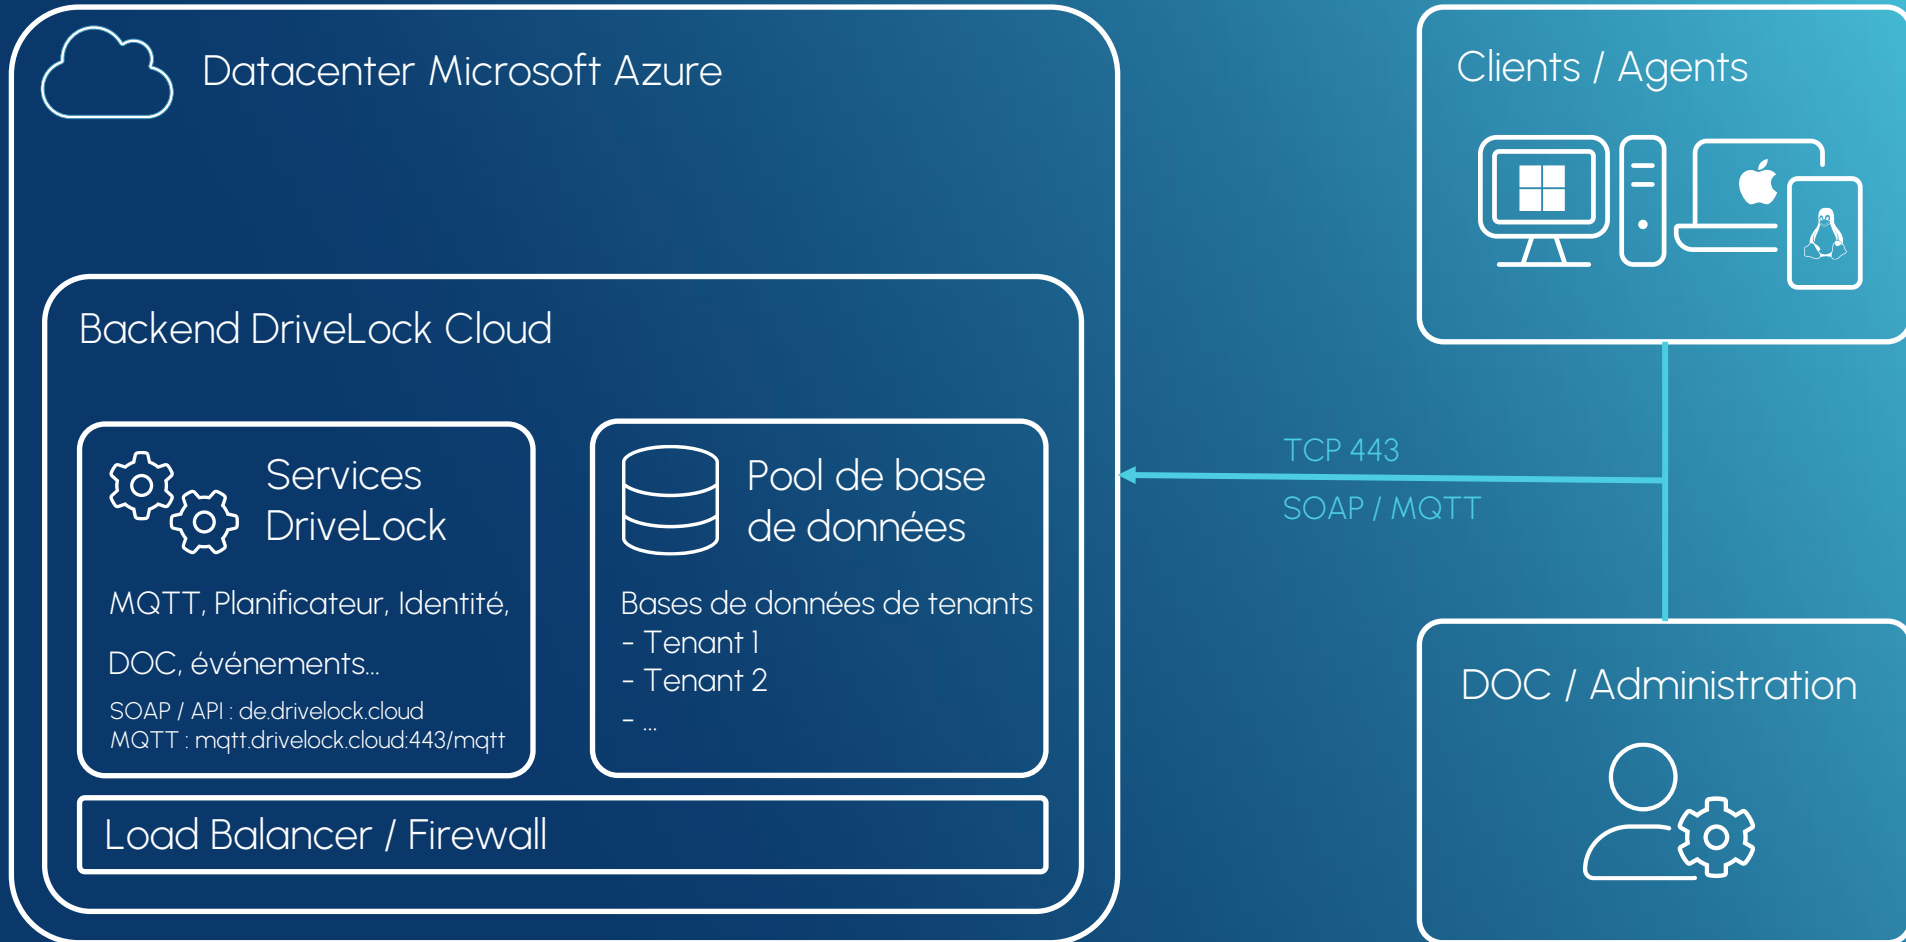 Datacenter Microsoft Azure
Backend DriveLock Cloud
Services
DriveLock
MQTT, Planificateur, Identité,
DOC, événements...
SOAP / API : de.drivelock.cloud
MQTT : mqtt.drivelock.cloud:443/mqtt
Pool de base
de données
Bases de données de tenants
- Tenant 1
- Tenant 2
- ...
Load Balancer / Firewall
TCP 443
SOAP / MQTT
Clients / Agents
DOC / Administration